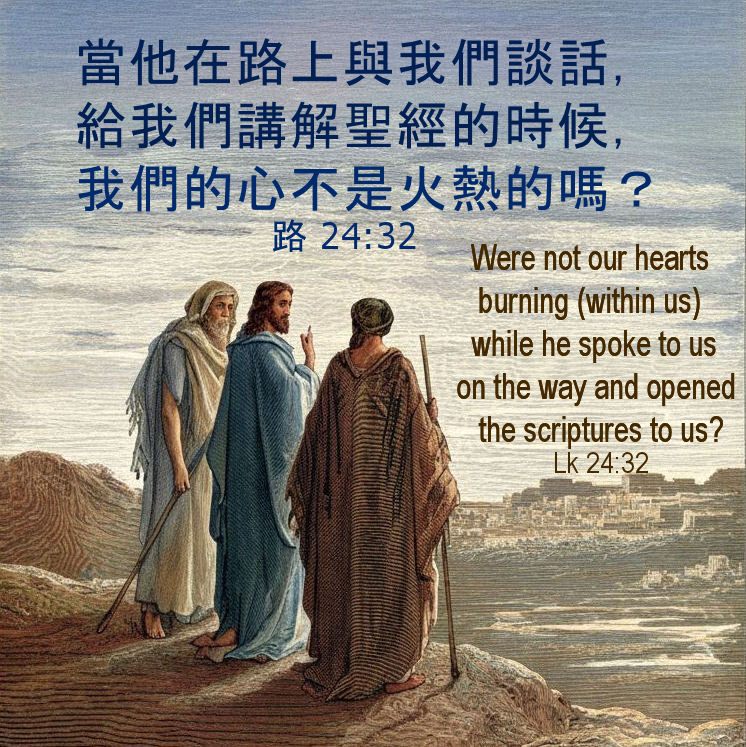 當他在路上與我們談話,
給我們講解聖經的時候,
我們的心不是火熱的嗎？
路 24:32
Were not our hearts
burning (within us)
while he spoke to us
on the way and opened
the scriptures to us?
Lk 24:32